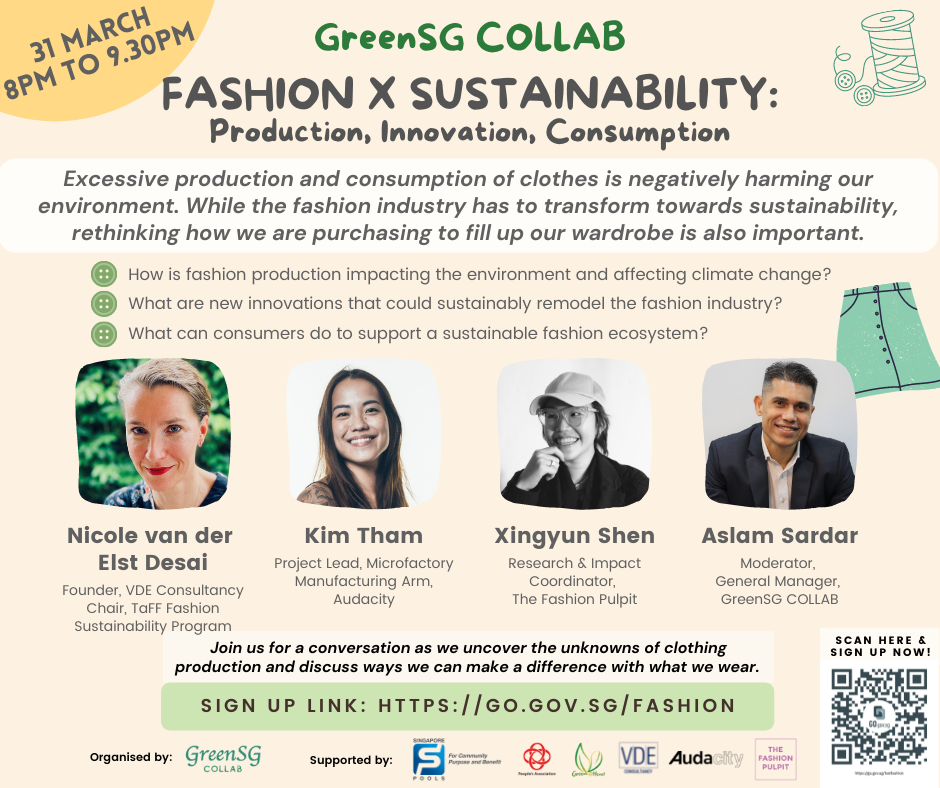 31 MARCH
8PM TO 9.30PM
GreenSG COLLAB
FASHION X SUSTAINABILITY:
Production, Innovation, Consumption
Excessive production and consumption of clothes is negatively harming our
environment. While the fashion industry has to transform towards sustainability,
rethinking how we are purchasing to fill up our wardrobe is also important.
How is fashion production impacting the environment and affecting climate change?
What are new innovations that could sustainably remodel the fashion industry?
What can consumers do to support a sustainable fashion ecosystem?
Nicole van der
Elst Desai
Founder, VDE Consultancy
Chair, TaFF Fashion
Sustainability Program
Kim Tham
Project Lead, Microfactory
Manufacturing Arm,
Audacity
Xingyun Shen
Research & Impact
Coordinator,
The Fashion Pulpit
Aslam Sardar
Moderator,
General Manager,
GreenSG COLLAB
Join us for a conversation as we uncover the unknowns of clothing
production and discuss ways we can make a difference with what we wear.
SIGN UP LINK: HTTPS://GO.GOV.SG/FASHION
SCAN HERE &
SIGN UP NOW!
Organised by:
GreenSG
COLLAB
Supported by:
SINGAPORE
POOLS
For Community
Purpose and Benefit
People's Association
VDE
CONSULTANCY
Audacity
THE
FASHION
PULPIT